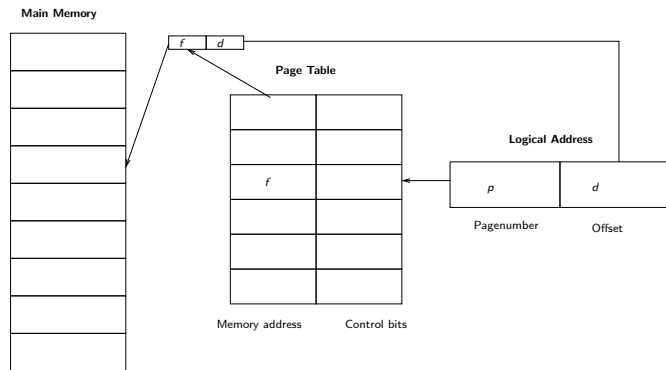 Main Memory
f d
Page Table
Logical Address
f
p d
Pagenumber Offset
Memory address Control bits